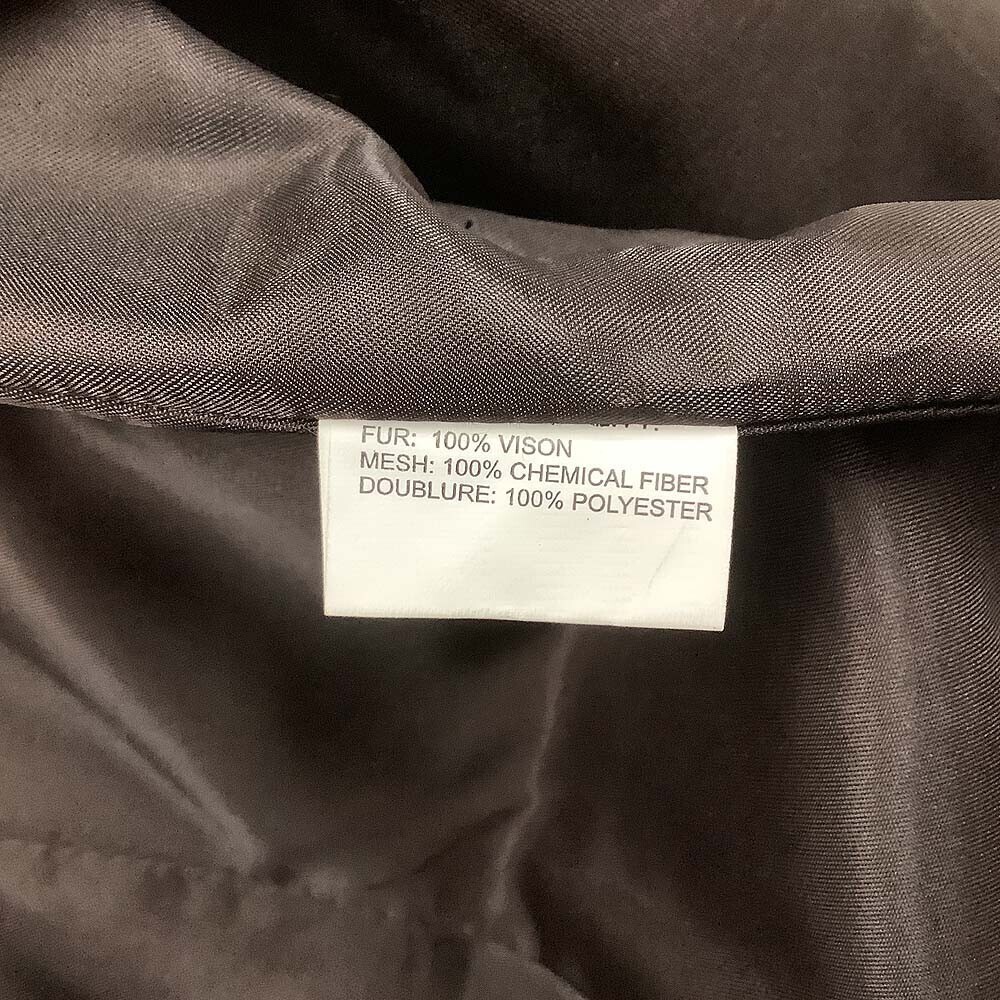 FUR: 100% VISON
MESH: 100% CHEMICAL FIBER
DOUBLURE: 100% POLYESTER